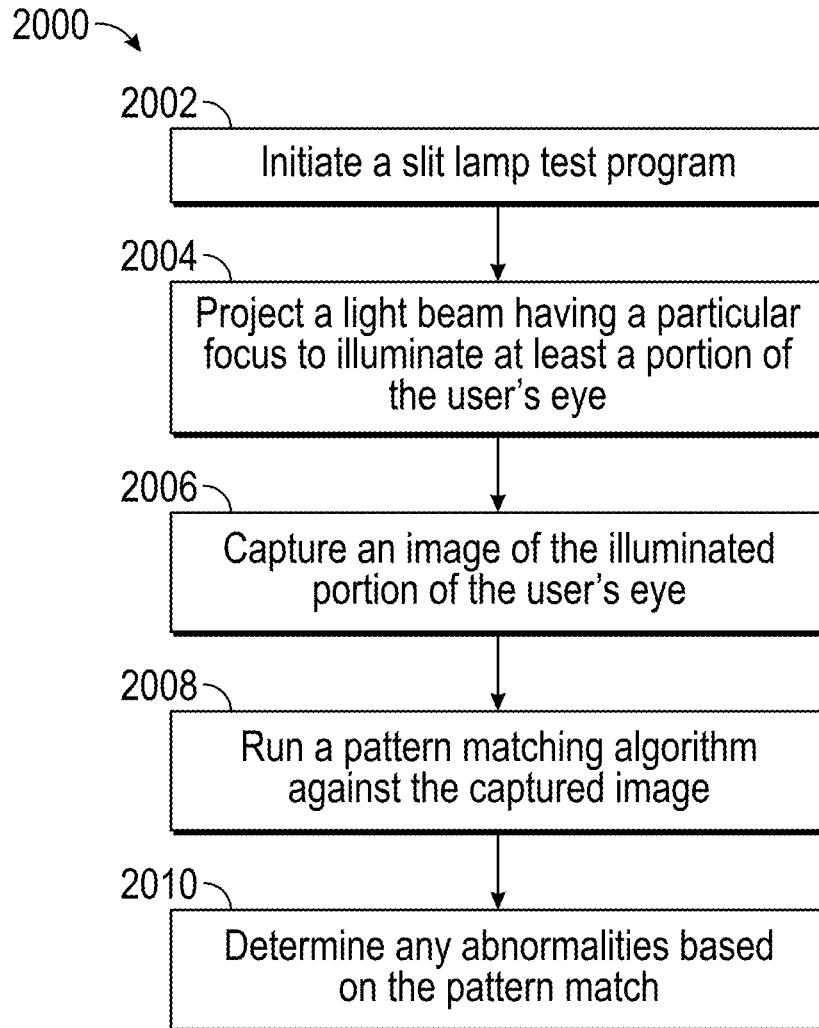 2000
2002
Initiate a slit lamp test program
2004
Project a light beam having a particular
focus to illuminate at least a portion of
the user's eye
2006
Capture an image of the illuminated
portion of the user's eye
2008
Run a pattern matching algorithm
against the captured image
2010
Determine any abnormalities based
on the pattern match